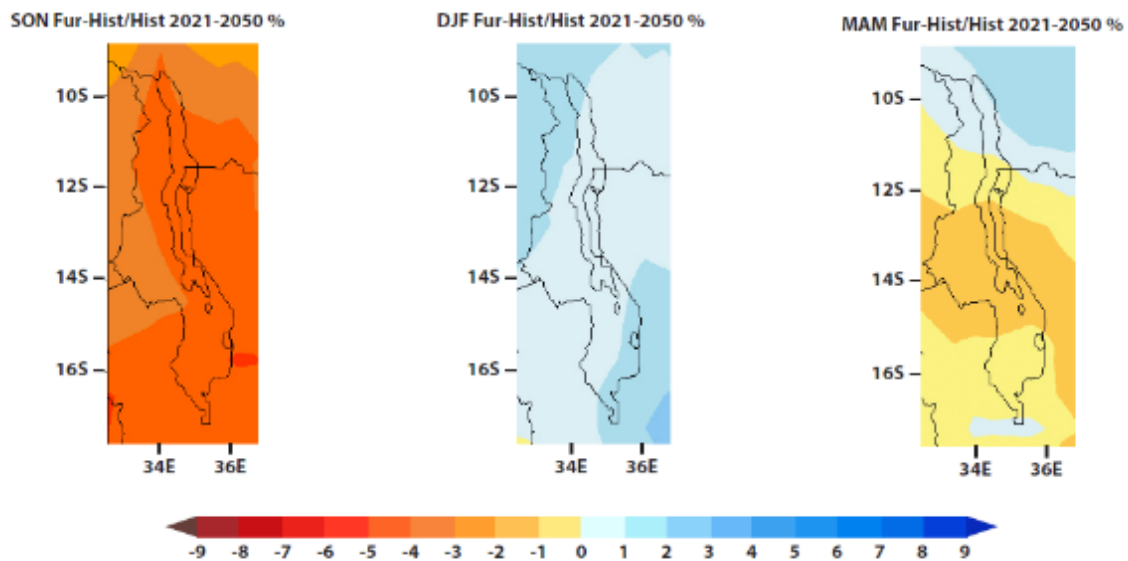 SON Fur-Hist/Hist 2021-2050 %
DJF Fur-Hist/Hist 2021-2050 %
MAM Fur-Hist/Hist 2021-2050 %
10S
12S
14S
16S
34E 36E
10S
12S
14S
16S
34E 36E
10S
12S
14S
16S
34E 36E
-9 -8 -7 -6 -5 -4 -3 -2 -1 0 1 2 3 4 5 6 7 8 9